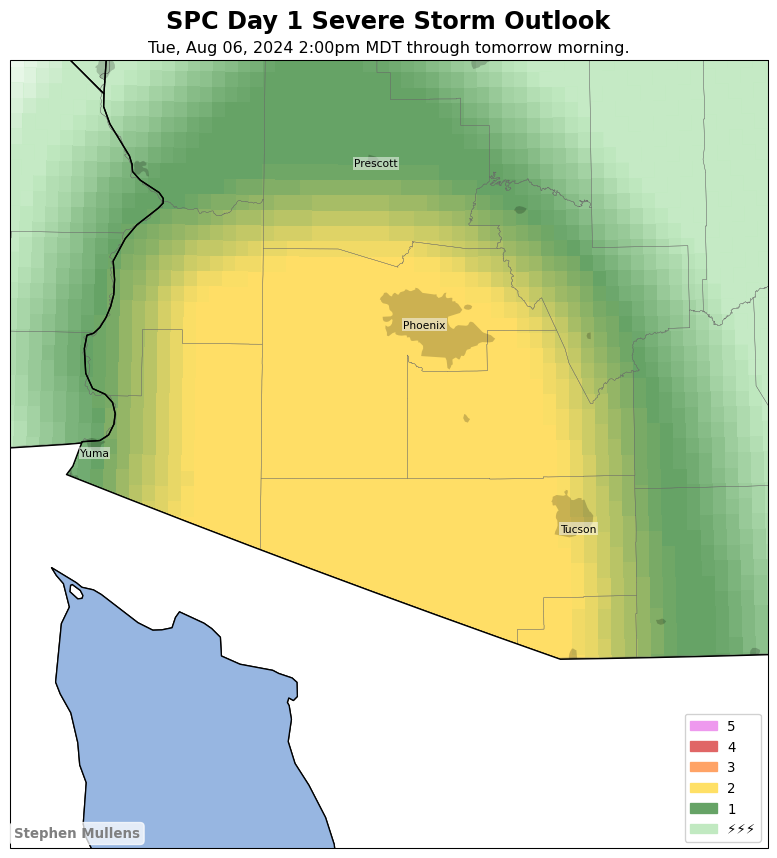 SPC Day 1 Severe Storm Outlook
Tue, Aug 06, 2024 2:00pm MDT through tomorrow morning.
Prescott
Phoenix
Yuma
Tucson
5
4
3
2
1
⚡⚡⚡
Stephen Mullens